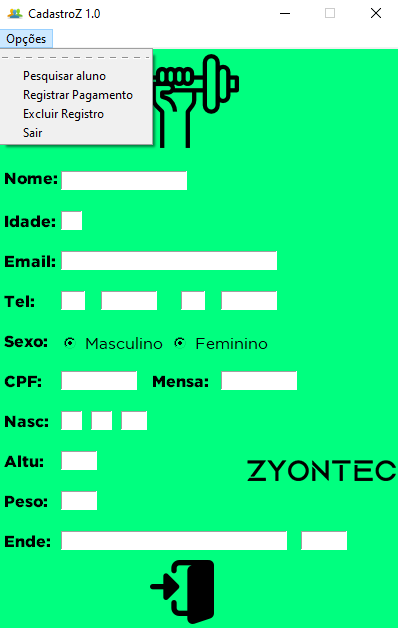 CadastroZ 1.0
Opções
Pesquisar aluno
Registrar Pagamento
Excluir Registro
Sair
Nome:
Idade:
Email:
Tel:
Sexo: Masculino Feminino
CPF: Mensa:
Nasc:
Altu:
ZYONTEC
Peso:
Ende: